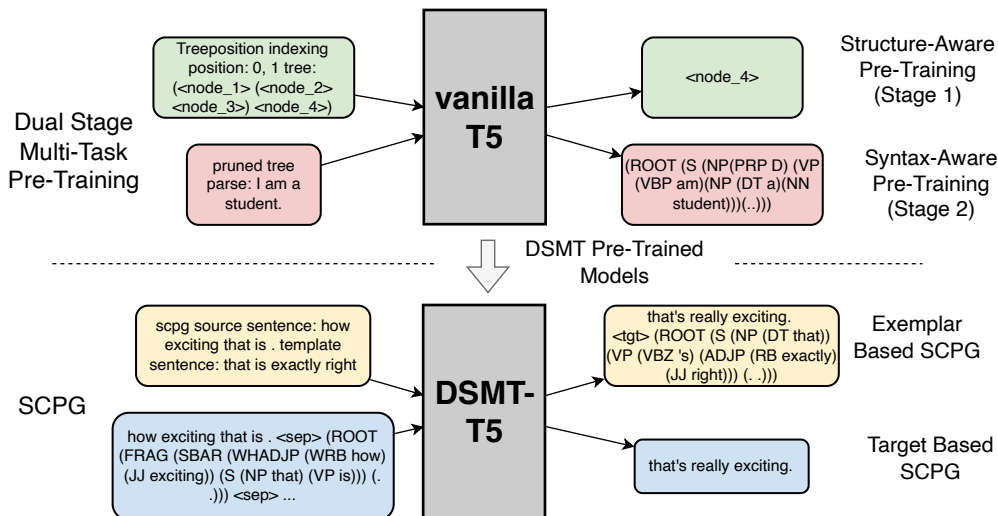 Dual Stage
Multi-Task
Pre-Training
Treeposition indexing
position: 0, 1 tree:
(<node_1> (<node_2>
<node_3>) <node_4>)
pruned tree
parse: I am a
student.
vanilla
T5
<node_4>
(ROOT (S (NP(PRP D) (VP
(VBP am)(NP (DT a)(NN
student)))(..)))
Structure-Aware
Pre-Training
(Stage 1)
Syntax-Aware
Pre-Training
(Stage 2)
DSMT Pre-Trained
Models
SCPG
scpg source sentence: how
exciting that is . template
sentence: that is exactly right
how exciting that is . <sep> (ROOT
(FRAG (SBAR (WHADJP (WRB how)
(JJ exciting)) (S (NP that) (VP is))) (.
.))) <sep> ...
DSMT-
T5
that's really exciting.
<tgt> (ROOT (S (NP (DT that))
(VP (VBZ 's) (ADJP (RB exactly)
(JJ right))) (. .)))
that's really exciting.
Exemplar
Based SCPG
Target Based
SCPG